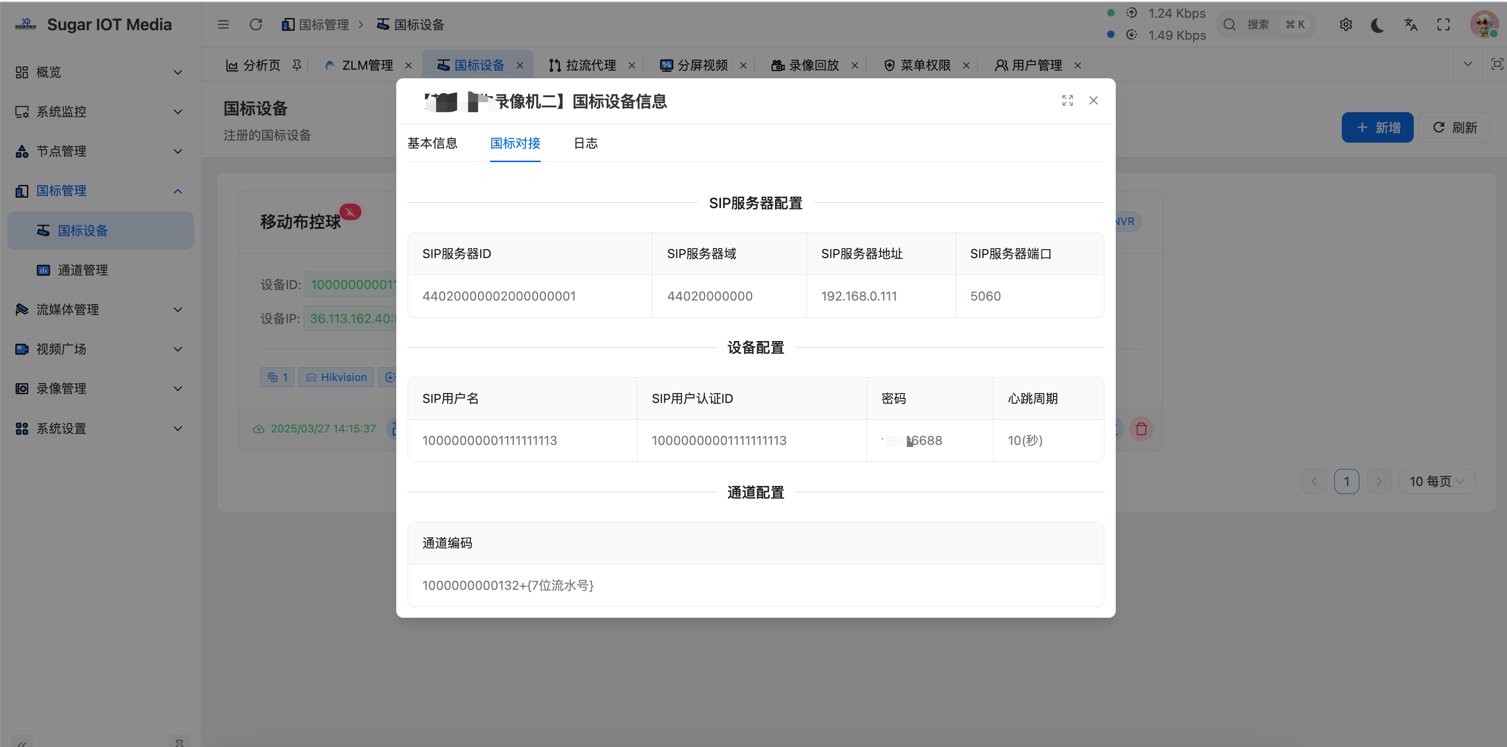 Sugar IOT Media
国标管理 > 国标设备
1.24 Kbps
1.49 Kbps
搜索 ⌘ K
分析页 ZLM管理 × 国标设备 × 拉流代理 × 分屏视频 × 录像回放 × 菜单权限 × 用户管理 ×
概览
系统监控
节点管理
国标管理
国标设备
通道管理
流媒体管理
视频广场
录像管理
系统设置
国标设备
注册的国标设备
+ 新增
刷新
移动布控球
设备ID:
设备IP:
1
Hikvision
2025/03/27 14:15:37
NVR
1
10 每页
录像机二】国标设备信息
基本信息 国标对接 日志
SIP服务器配置
SIP服务器ID SIP服务器域 SIP服务器地址 SIP服务器端口
44020000002000000001 44020000000 192.168.0.111 5060
设备配置
SIP用户名 SIP用户认证ID 密码 心跳周期
10000000001111111113 10000000001111111113 6688 10(秒)
通道配置
通道编码
1000000000132+{7位流水号}